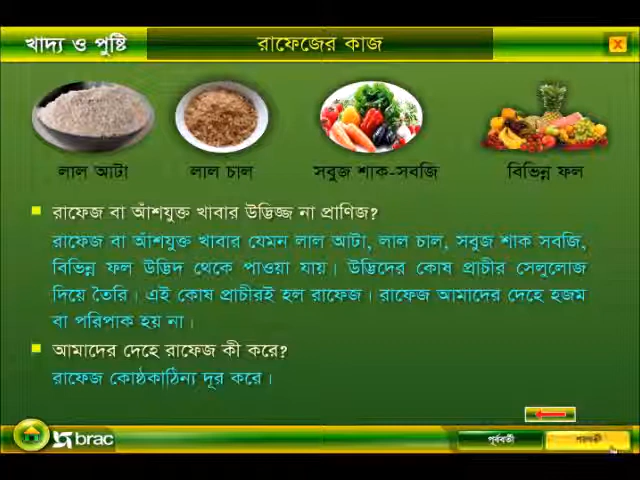 খাদ্য ও পুষ্টি
রাফেজের কাজ
লাল আটা
লাল চাল
সবুজ শাক-সবজি
বিভিন্ন ফল
রাফেজ বা আঁশযুক্ত খাবার উদ্ভিজ্জ না প্রাণিজ?
রাফেজ বা আঁশযুক্ত খাবার যেমন লাল আটা, লাল চাল, সবুজ শাক সবজি,
বিভিন্ন ফল উদ্ভিদ থেকে পাওয়া যায়। উদ্ভিদের কোষ প্রাচীর সেলুলোজ
দিয়ে তৈরি। এই কোষ প্রাচীরই হল রাফেজ। রাফেজ আমাদের দেহে হজম
বা পরিপাক হয় না।
আমাদের দেহে রাফেজ কী করে?
রাফেজ কোষ্ঠকাঠিন্য দূর করে।
brac
পূর্ববর্তী
পরবর্তী